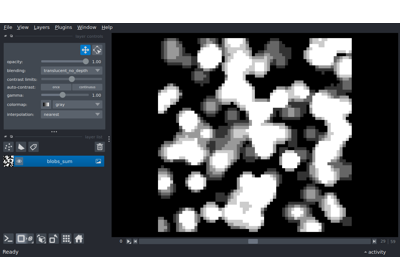 File View Layers Plugins Window Help
opacity: 1.00
blending: translucent_no_depth
contrast limits:
auto-contrast: once continuous
gamma: 1.00
colormap: gray
interpolation: nearest
blobs_sum
Ready activity